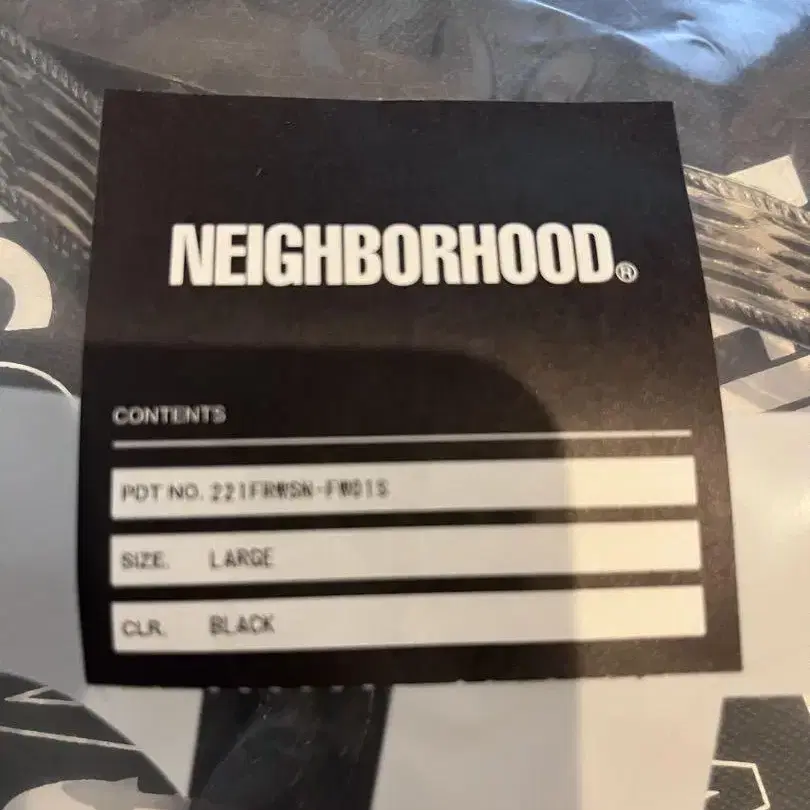 NEIGHBORHOOD®
CONTENTS
PDT NO. 221FRWSN-FW01S
SIZE. LARGE
CLR. BLACK